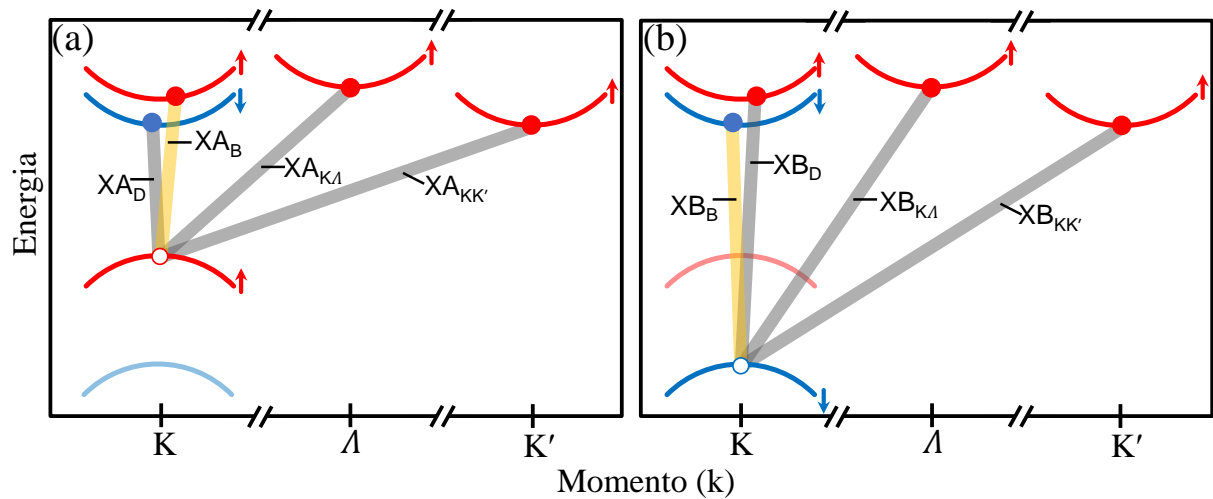 (a)
XA_D
XA_B
XA_KΛ
XA_KK′
K
Λ
K′
(b)
XB_B
XB_D
XB_KΛ
XB_KK′
K
Λ
K′
Energia
Momento (k)